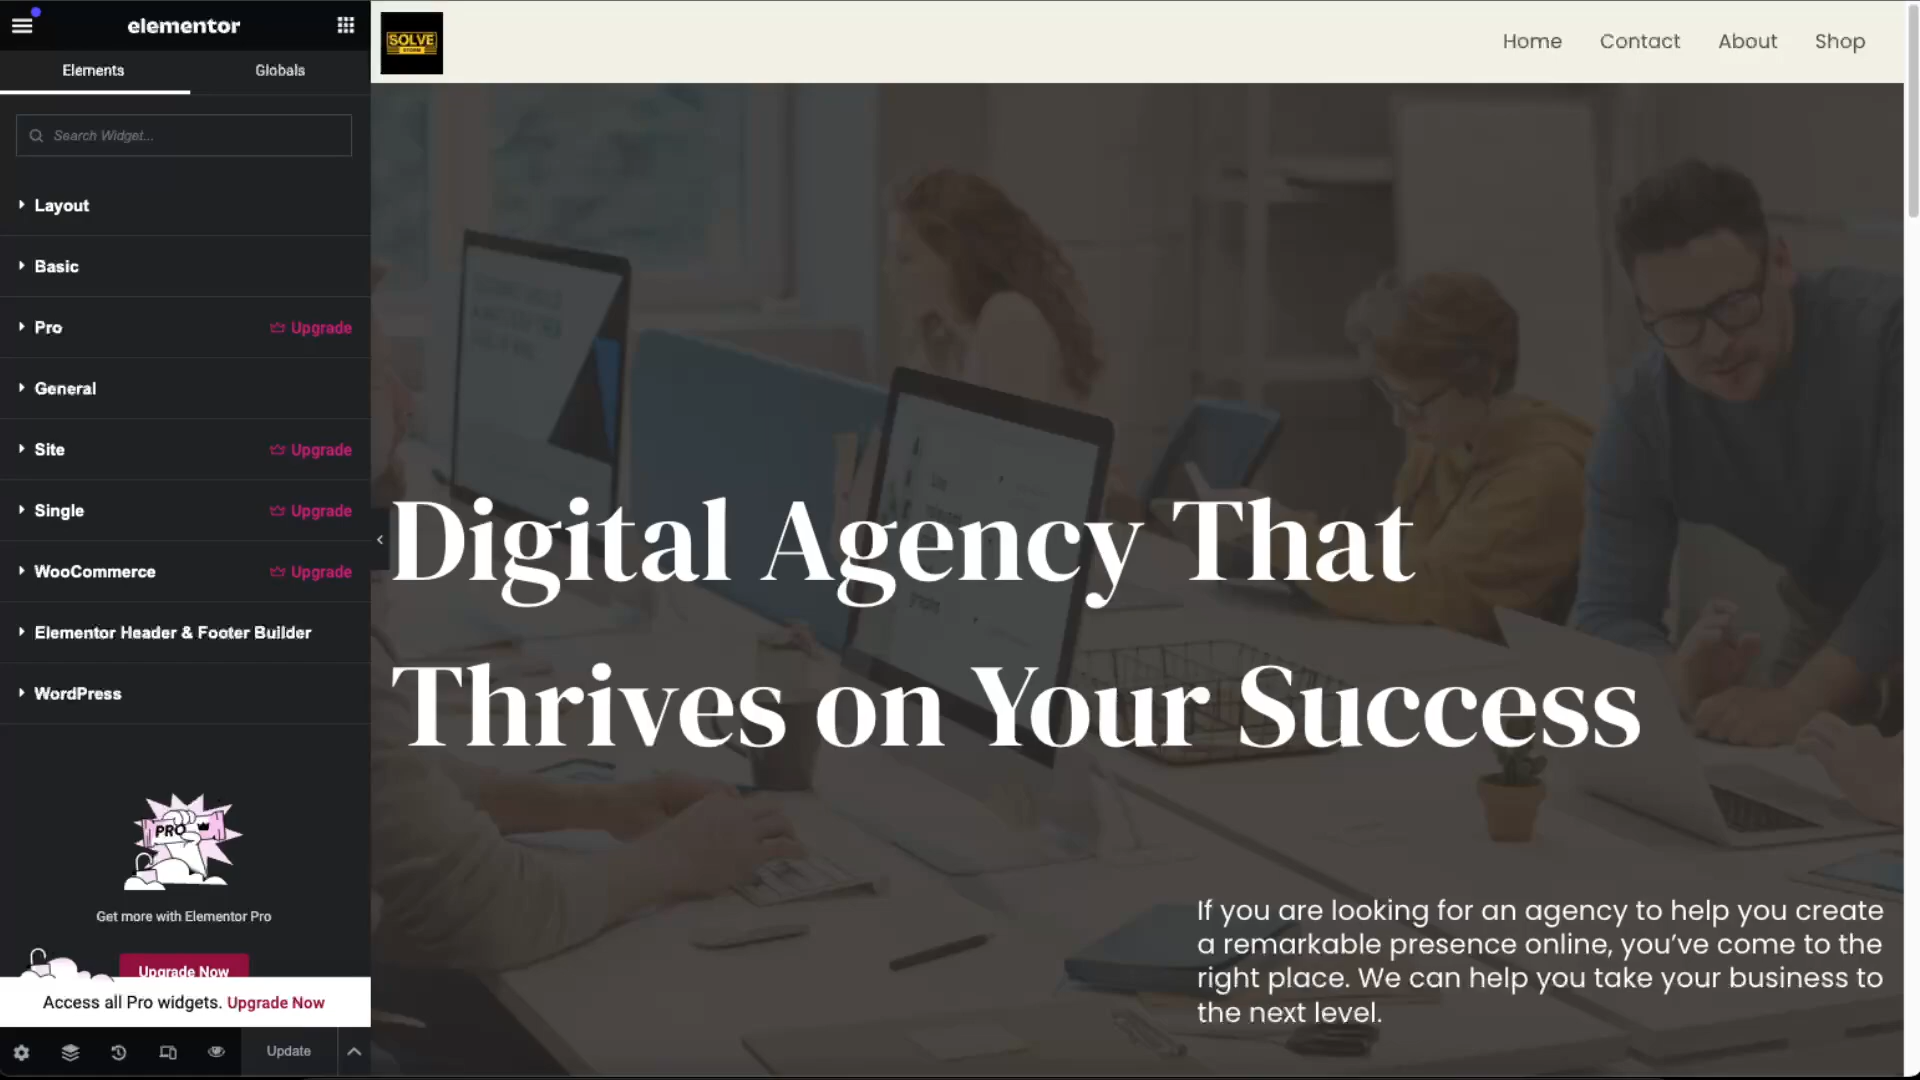 elementor
Elements
Globals
Search Widget...
Layout
Basic
Pro
Upgrade
General
Site
Upgrade
Single
Upgrade
WooCommerce
Upgrade
Elementor Header & Footer Builder
WordPress
PRO
Get more with Elementor Pro
Upgrade Now
Access all Pro widgets. Upgrade Now
Update
SOLVE
Home
Contact
About
Shop
Digital Agency That
Thrives on Your Success
If you are looking for an agency to help you create
a remarkable presence online, you’ve come to the
right place. We can help you take your business to
the next level.